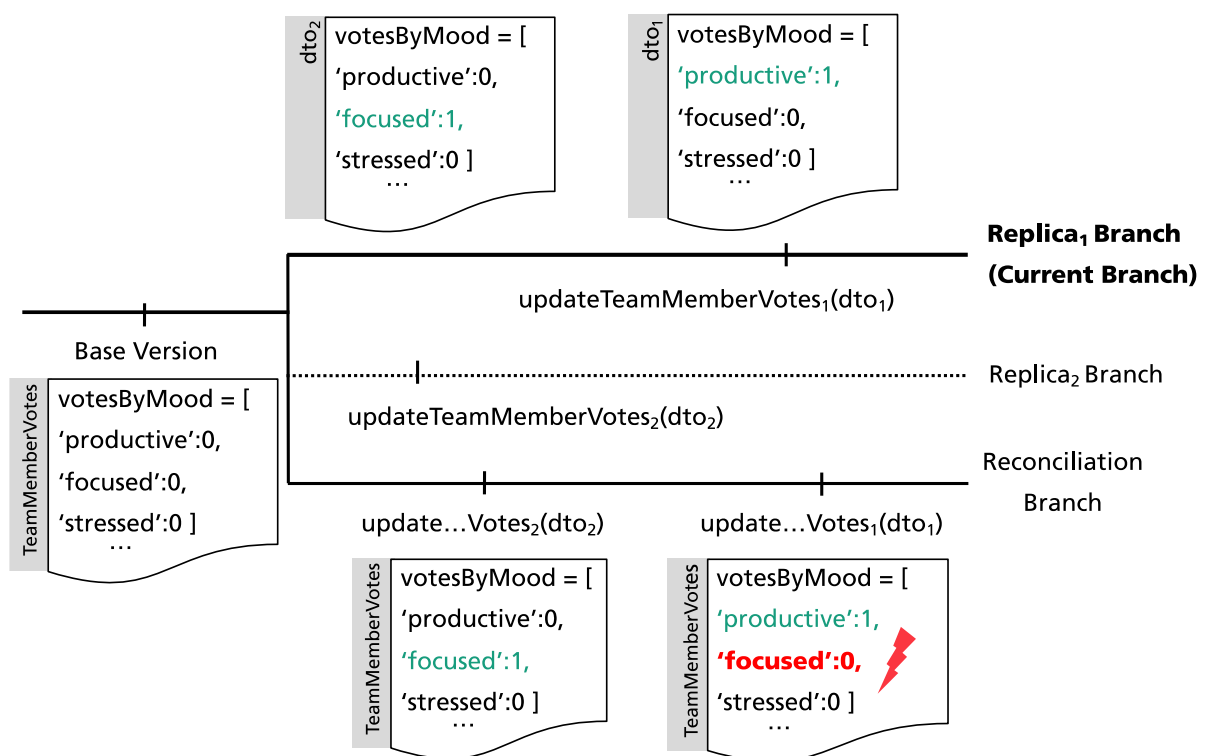 dto₂
votesByMood = [
‘productive’:0,
‘focused’:1,
‘stressed’:0 ]
…
dto₁
votesByMood = [
‘productive’:1,
‘focused’:0,
‘stressed’:0 ]
…
Replica₁ Branch
(Current Branch)
updateTeamMemberVotes₁(dto₁)
Base Version
Replica₂ Branch
updateTeamMemberVotes₂(dto₂)
TeamMemberVotes
votesByMood = [
‘productive’:0,
‘focused’:0,
‘stressed’:0 ]
…
Reconciliation
Branch
update…Votes₂(dto₂)
update…Votes₁(dto₁)
TeamMemberVotes
votesByMood = [
‘productive’:0,
‘focused’:1,
‘stressed’:0 ]
…
TeamMemberVotes
votesByMood = [
‘productive’:1,
‘focused’:0,
‘stressed’:0 ]
…